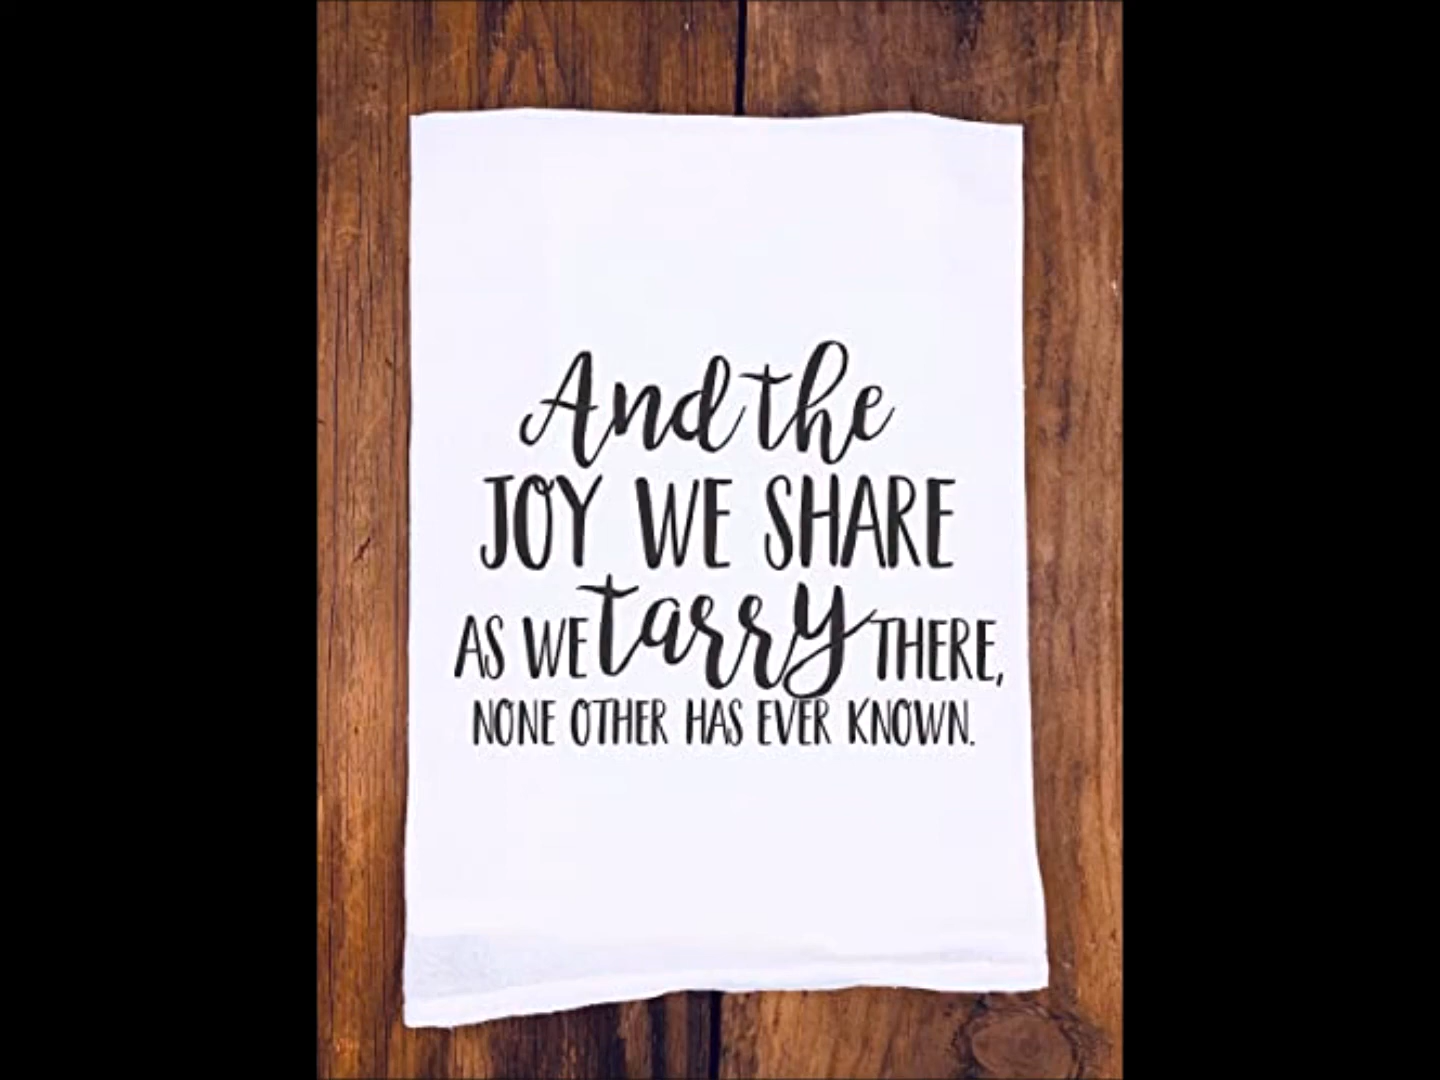 And the
JOY WE SHARE
AS WE tarry THERE,
NONE OTHER HAS EVER KNOWN.